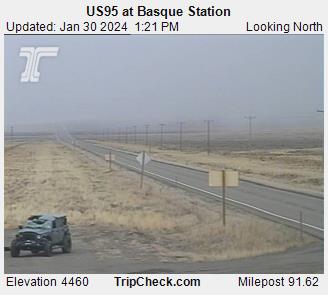 US95 at Basque Station
Updated: Jan 30 2024 1:21 PM
Looking North
Elevation 4460
TripCheck.com
Milepost 91.62